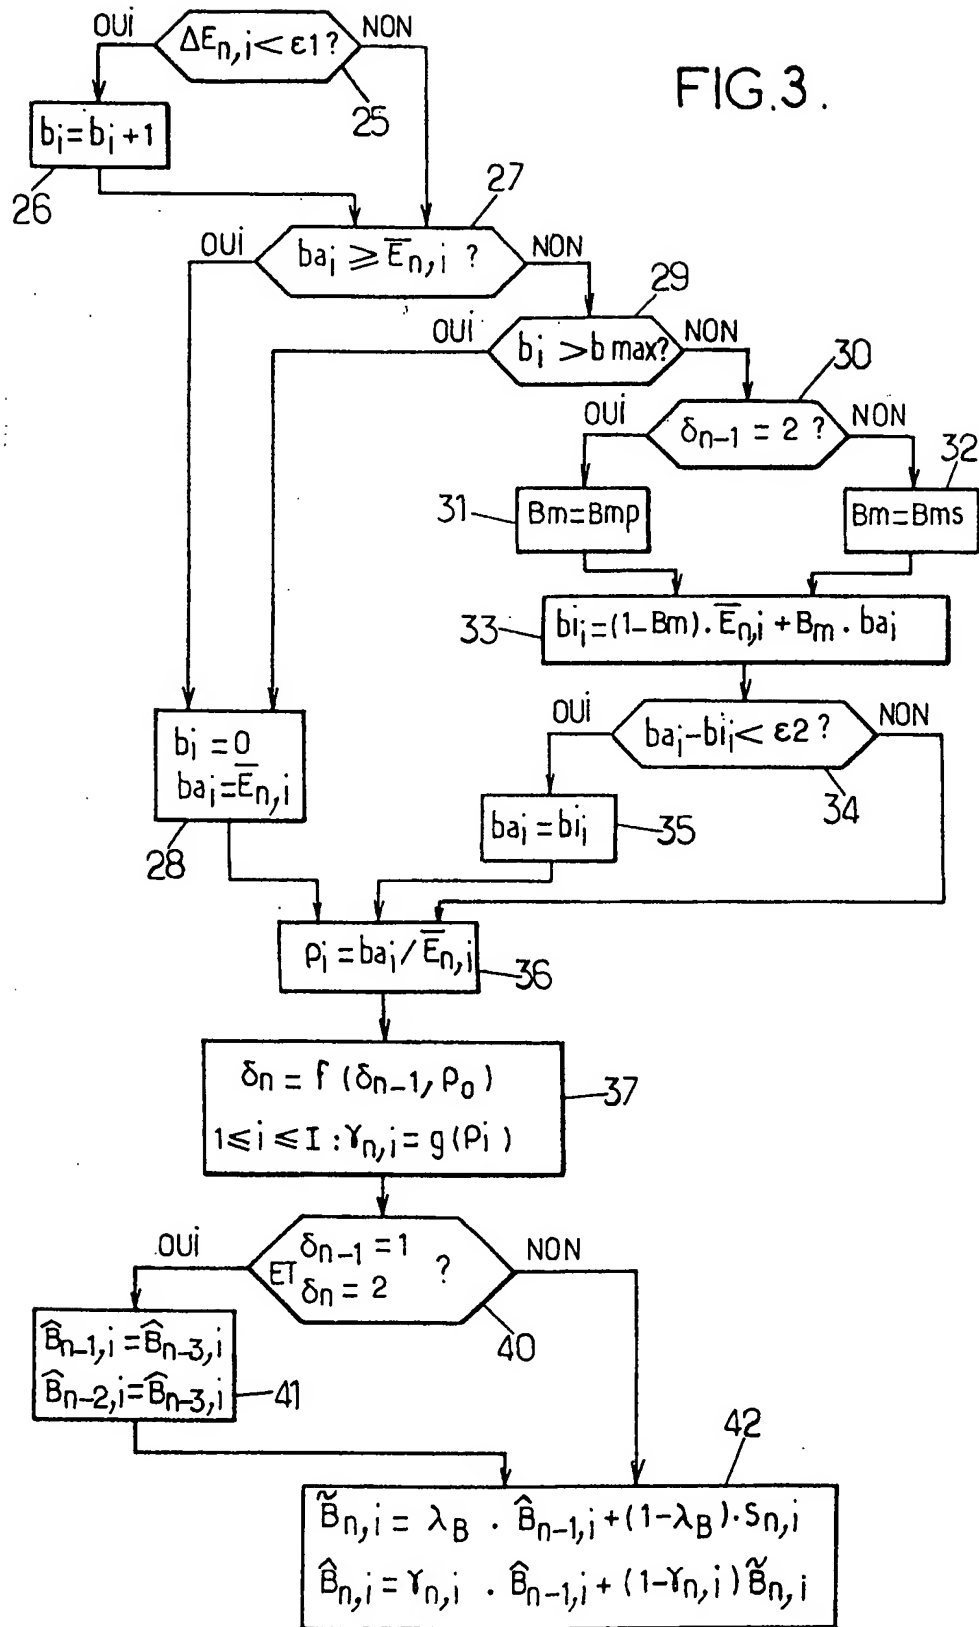 OUi
ΔEn,i < ε1?
NON
FIG.3.
25
bi = bi + 1
26
27
OUi
bai ⩾ E̅n,i ?
NON
29
OUi
bi > b max?
NON
30
OUi
δn-1 = 2 ?
NON
32
31
Bm=Bmp
Bm=Bms
33
bii = (1-Bm). E̅n,i + Bm . bai
OUi
bai-bii < ε2 ?
NON
34
bi = 0
bai = E̅n,i
28
bai = bii
35
ρi = bai / E̅n,i
36
δn = f (δn-1, ρo)
1 ≤ i ≤ I : γn,i = g(ρi)
37
OUi
δn-1 = 1
ET
δn = 2
?
NON
40
B̂n-1,i = B̂n-3,i
B̂n-2,i = B̂n-3,i
41
42
B̃n,i = λB . B̂n-1,i + (1-λB).Sn,i
B̂n,i = γn,i . B̂n-1,i + (1-γn,i) B̃n,i